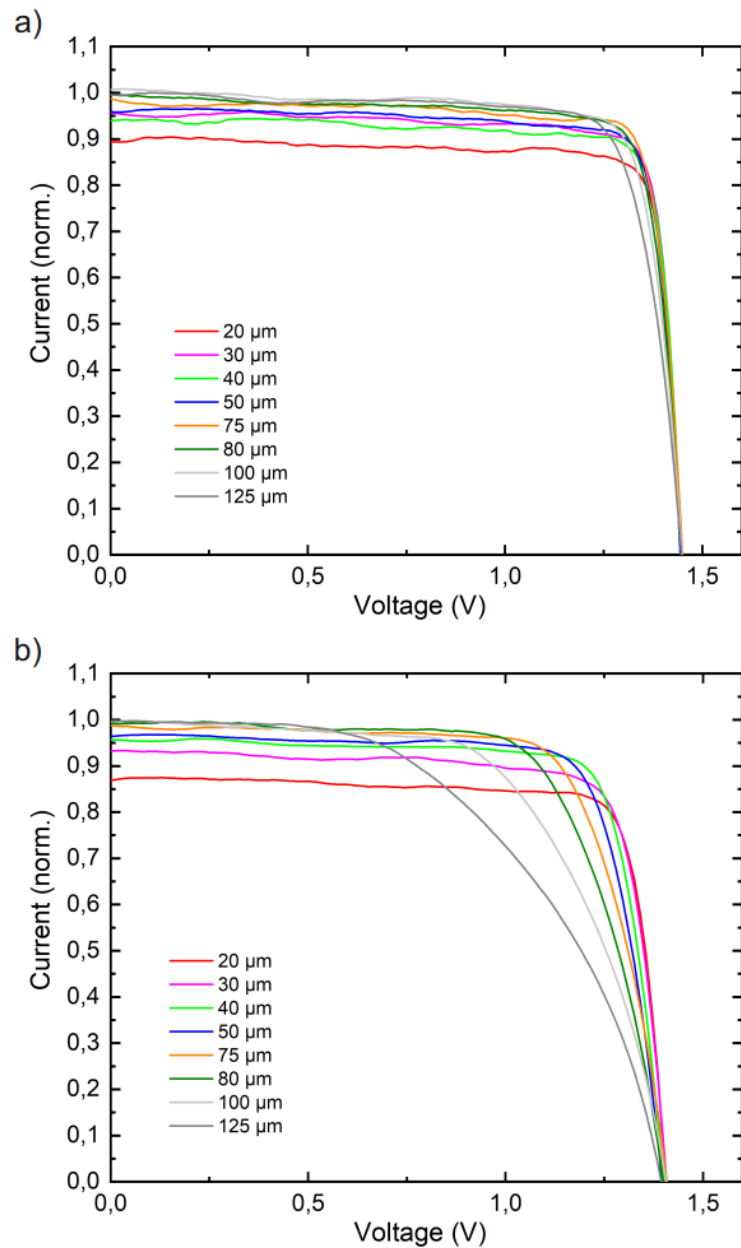 a)
1,1
1,0
0,9
0,8
0,7
0,6
0,5
0,4
0,3
0,2
0,1
0,0
Current (norm.)
20 µm
30 µm
40 µm
50 µm
75 µm
80 µm
100 µm
125 µm
0,0 0,5 1,0 1,5
Voltage (V)
b)
1,1
1,0
0,9
0,8
0,7
0,6
0,5
0,4
0,3
0,2
0,1
0,0
Current (norm.)
20 µm
30 µm
40 µm
50 µm
75 µm
80 µm
100 µm
125 µm
0,0 0,5 1,0 1,5
Voltage (V)